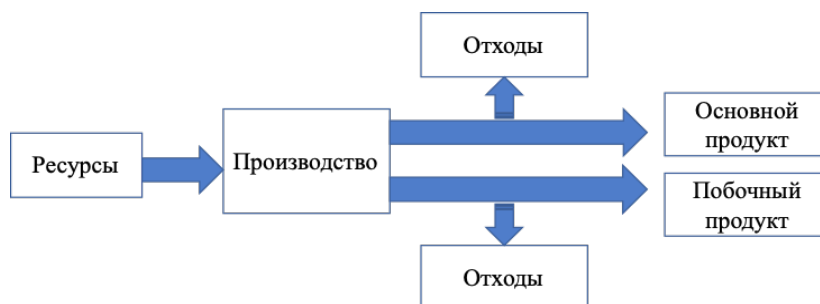 Отходы
Ресурсы
Производство
Основной
продукт
Побочный
продукт
Отходы